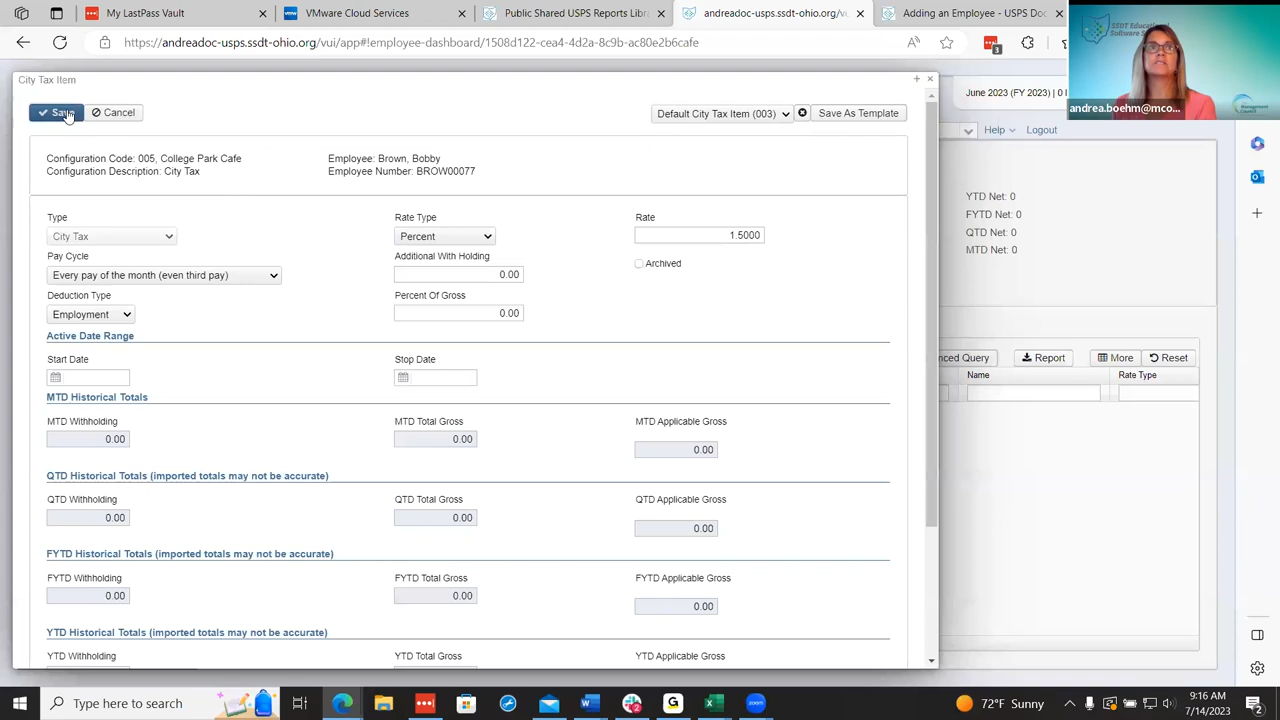 My LastPass Vault
VMware Cloud Services
Public Shared USPS Reports Library
andreadoc-usps.ssdt-ohio.org/vu
Adding an Employee - USPS Doc
https://andreadoc-usps.ssdt-ohio.org/vui/app#!employee-dashboard/1508d122-cea4-4d2a-8c9b-ac80e2b6cafe
3
SSDT Educational
Software
Management
Council
andrea.boehm@mco...
City Tax Item
June 2023 (FY 2023) | 0 I
Save
Cancel
Default City Tax Item (003)
Save As Template
Help
Logout
Configuration Code: 005, College Park Cafe
Employee: Brown, Bobby
Configuration Description: City Tax
Employee Number: BROW00077
YTD Net: 0
FYTD Net: 0
QTD Net: 0
MTD Net: 0
Type
Rate Type
Rate
City Tax
Percent
1.5000
Pay Cycle
Additional With Holding
Archived
Every pay of the month (even third pay)
0.00
Deduction Type
Percent Of Gross
Employment
0.00
Active Date Range
Start Date
Stop Date
nced Query
Report
More
Reset
Name
Rate Type
MTD Historical Totals
MTD Withholding
MTD Total Gross
MTD Applicable Gross
0.00
0.00
0.00
QTD Historical Totals (imported totals may not be accurate)
QTD Withholding
QTD Total Gross
QTD Applicable Gross
0.00
0.00
0.00
FYTD Historical Totals (imported totals may not be accurate)
FYTD Withholding
FYTD Total Gross
FYTD Applicable Gross
0.00
0.00
0.00
YTD Historical Totals (imported totals may not be accurate)
YTD Withholding
YTD Total Gross
YTD Applicable Gross
Type here to search
72°F Sunny
9:16 AM
7/14/2023
2